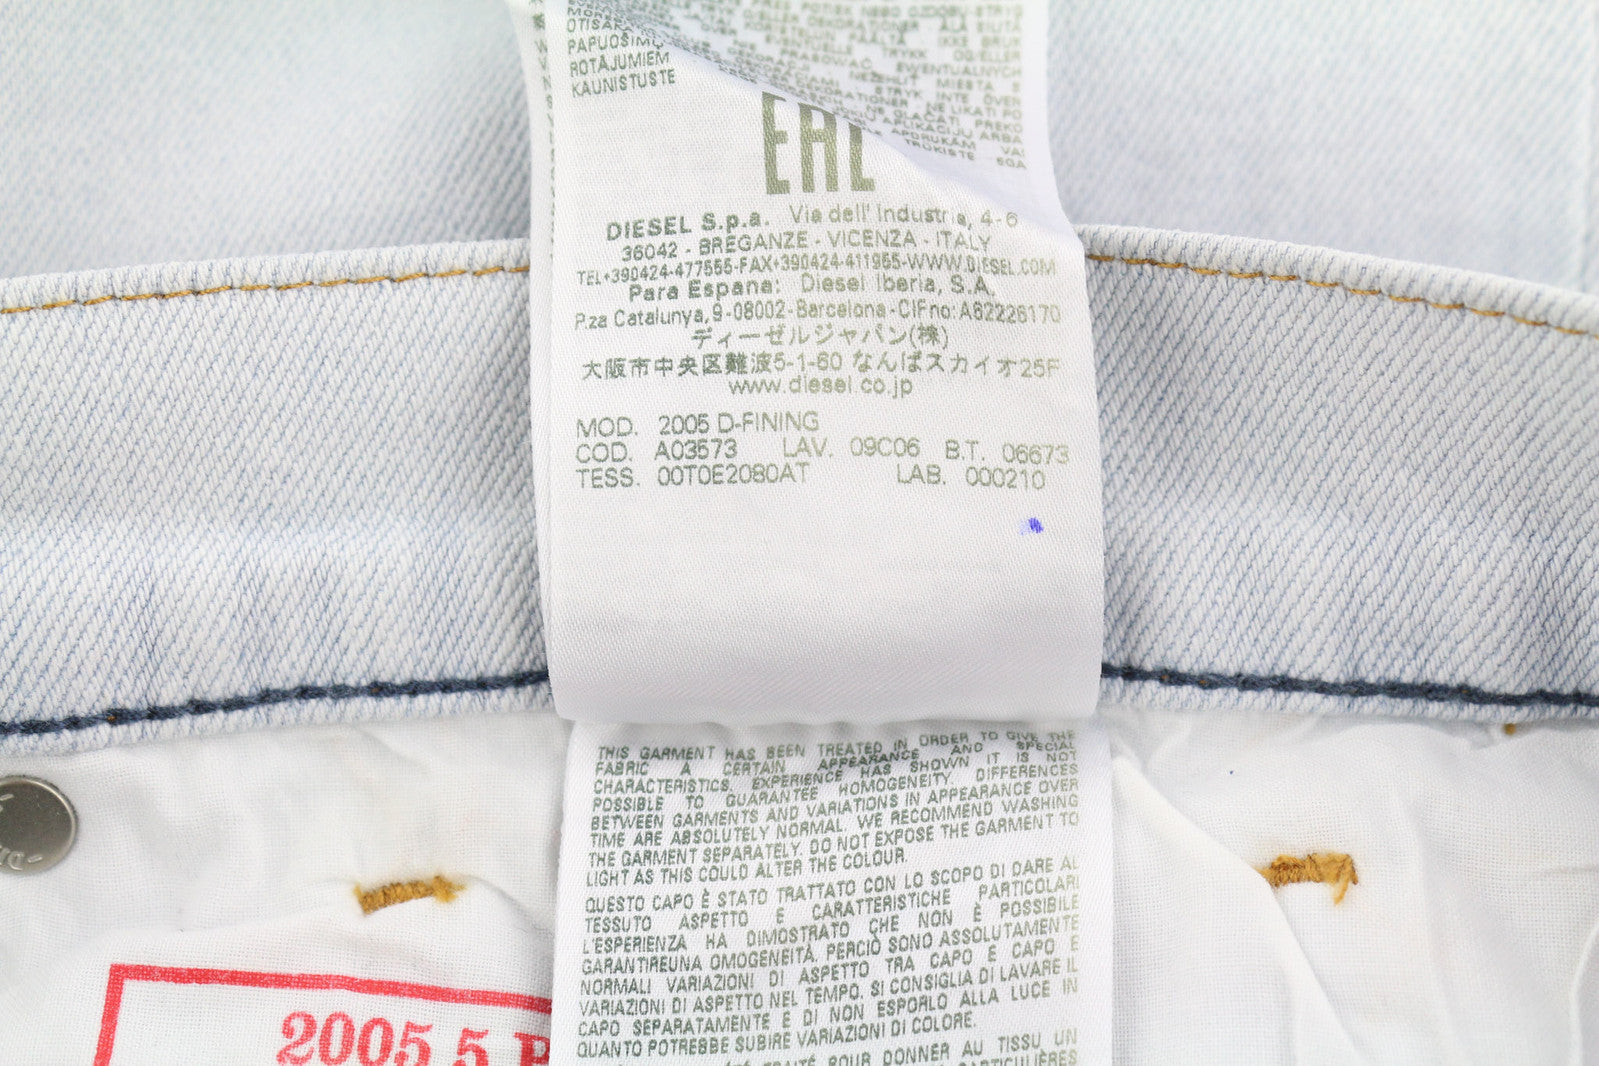 PAPUOŠIMŲ
ROTĀJUMIEM
KAUNISTUSTE
EAC
DIESEL S.p.a. Via dell' Industria, 4-6
36042 - BREGANZE - VICENZA - ITALY
TEL+390424-477555-FAX+390424-411955-WWW.DIESEL.COM
Para Espana: Diesel Iberia, S.A.
P.za Catalunya, 9-08002-Barcelona-CIF no: A62226170
ディーゼルジャパン(株)
大阪市中央区難波5-1-60 なんばスカイオ25F
www.diesel.co.jp
MOD. 2005 D-FINING
COD. A03573 LAV. 09C06 B.T. 06673
TESS. 00T0E2080AT LAB. 000210
THIS GARMENT HAS BEEN TREATED IN ORDER TO GIVE THE
FABRIC A CERTAIN APPEARANCE AND SPECIAL
CHARACTERISTICS. EXPERIENCE HAS SHOWN IT IS NOT
POSSIBLE TO GUARANTEE HOMOGENEITY. DIFFERENCES
BETWEEN GARMENTS AND VARIATIONS IN APPEARANCE OVER
TIME ARE ABSOLUTELY NORMAL. WE RECOMMEND WASHING
THE GARMENT SEPARATELY. DO NOT EXPOSE THE GARMENT TO
LIGHT AS THIS COULD ALTER THE COLOUR.
QUESTO CAPO È STATO TRATTATO CON LO SCOPO DI DARE AL
TESSUTO ASPETTO E CARATTERISTICHE PARTICOLARI
L'ESPERIENZA HA DIMOSTRATO CHE NON È POSSIBILE
GARANTIREUNA OMOGENEITÀ. PERCIÒ SONO ASSOLUTAMENTE
NORMALI VARIAZIONI DI ASPETTO TRA CAPO E CAPO E
VARIAZIONI DI ASPETTO NEL TEMPO. SI CONSIGLIA DI LAVARE IL
CAPO SEPARATAMENTE E DI NON ESPORLO ALLA LUCE IN
QUANTO POTREBBE SUBIRE VARIAZIONI DI COLORE.
POUR DONNER AU TISSU UN
2005 5